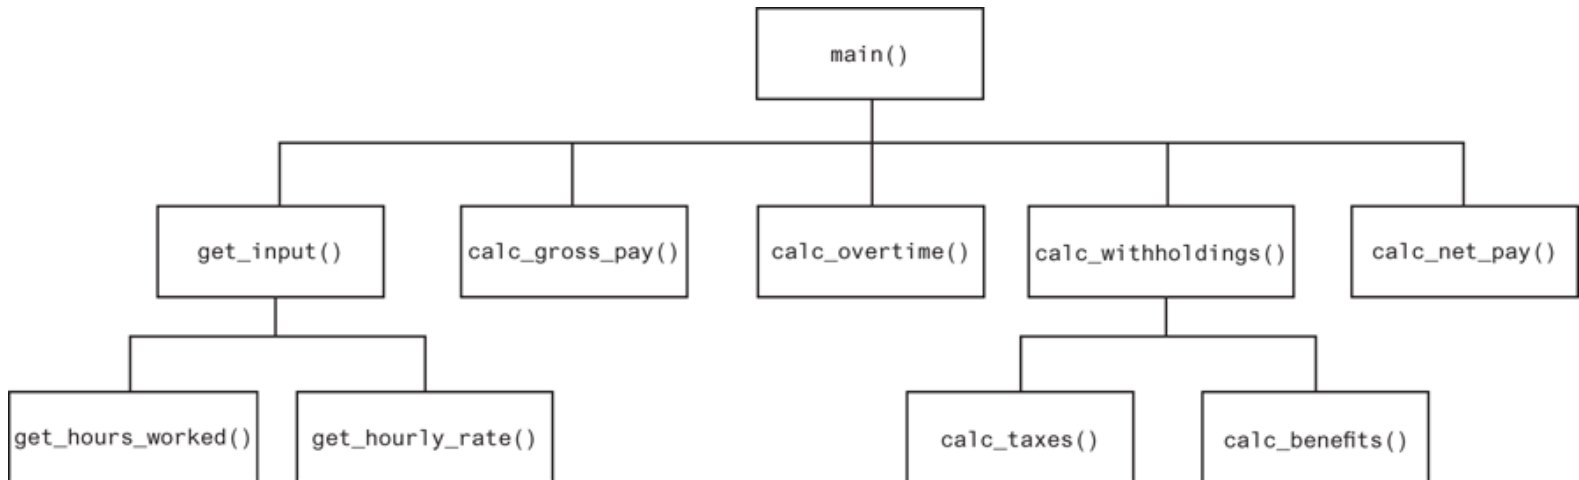 main()
get_input()
calc_gross_pay()
calc_overtime()
calc_withholdings()
calc_net_pay()
get_hours_worked()
get_hourly_rate()
calc_taxes()
calc_benefits()